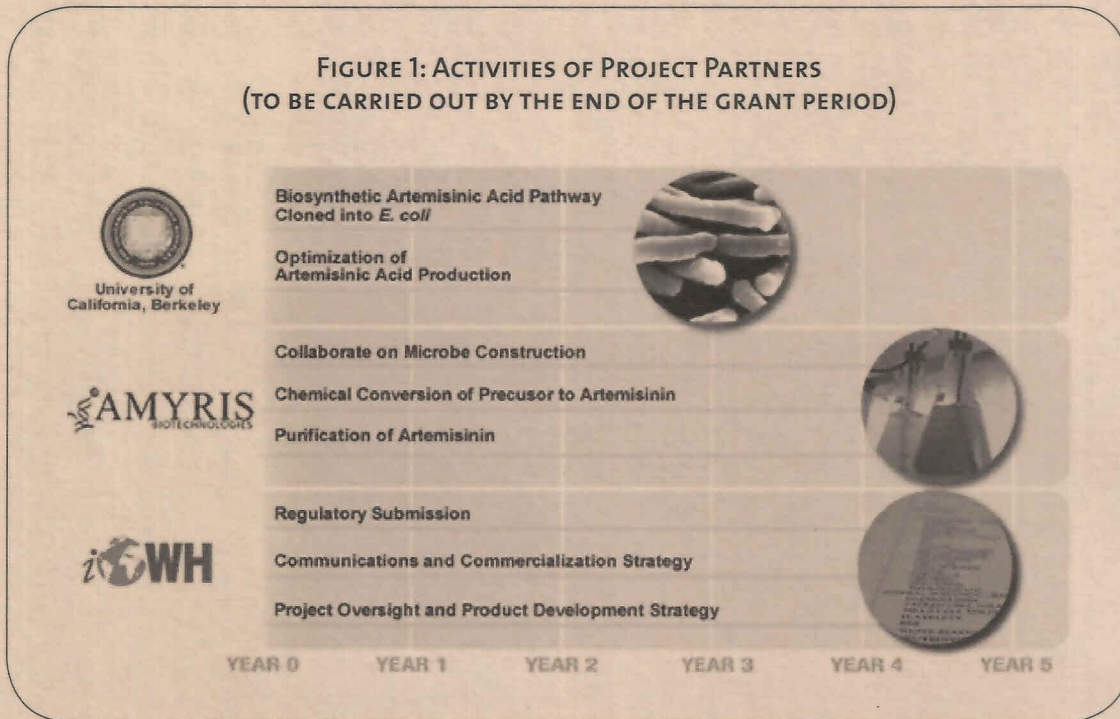 FIGURE 1: ACTIVITIES OF PROJECT PARTNERS
(TO BE CARRIED OUT BY THE END OF THE GRANT PERIOD)
University of
California, Berkeley
Biosynthetic Artemisinic Acid Pathway
Cloned into E. coli
Optimization of
Artemisinic Acid Production
AMYRIS
BIOTECHNOLOGIES
Collaborate on Microbe Construction
Chemical Conversion of Precusor to Artemisinin
Purification of Artemisinin
iOWH
Regulatory Submission
Communications and Commercialization Strategy
Project Oversight and Product Development Strategy
YEAR 0 YEAR 1 YEAR 2 YEAR 3 YEAR 4 YEAR 5